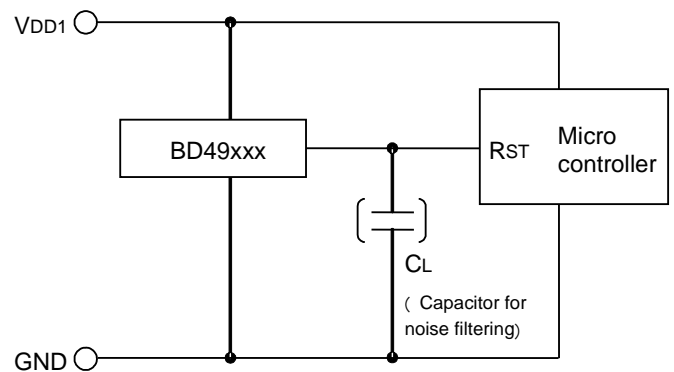 VDD1
BD49xxx
RST
Micro
controller
CL
( Capacitor for
noise filtering)
GND